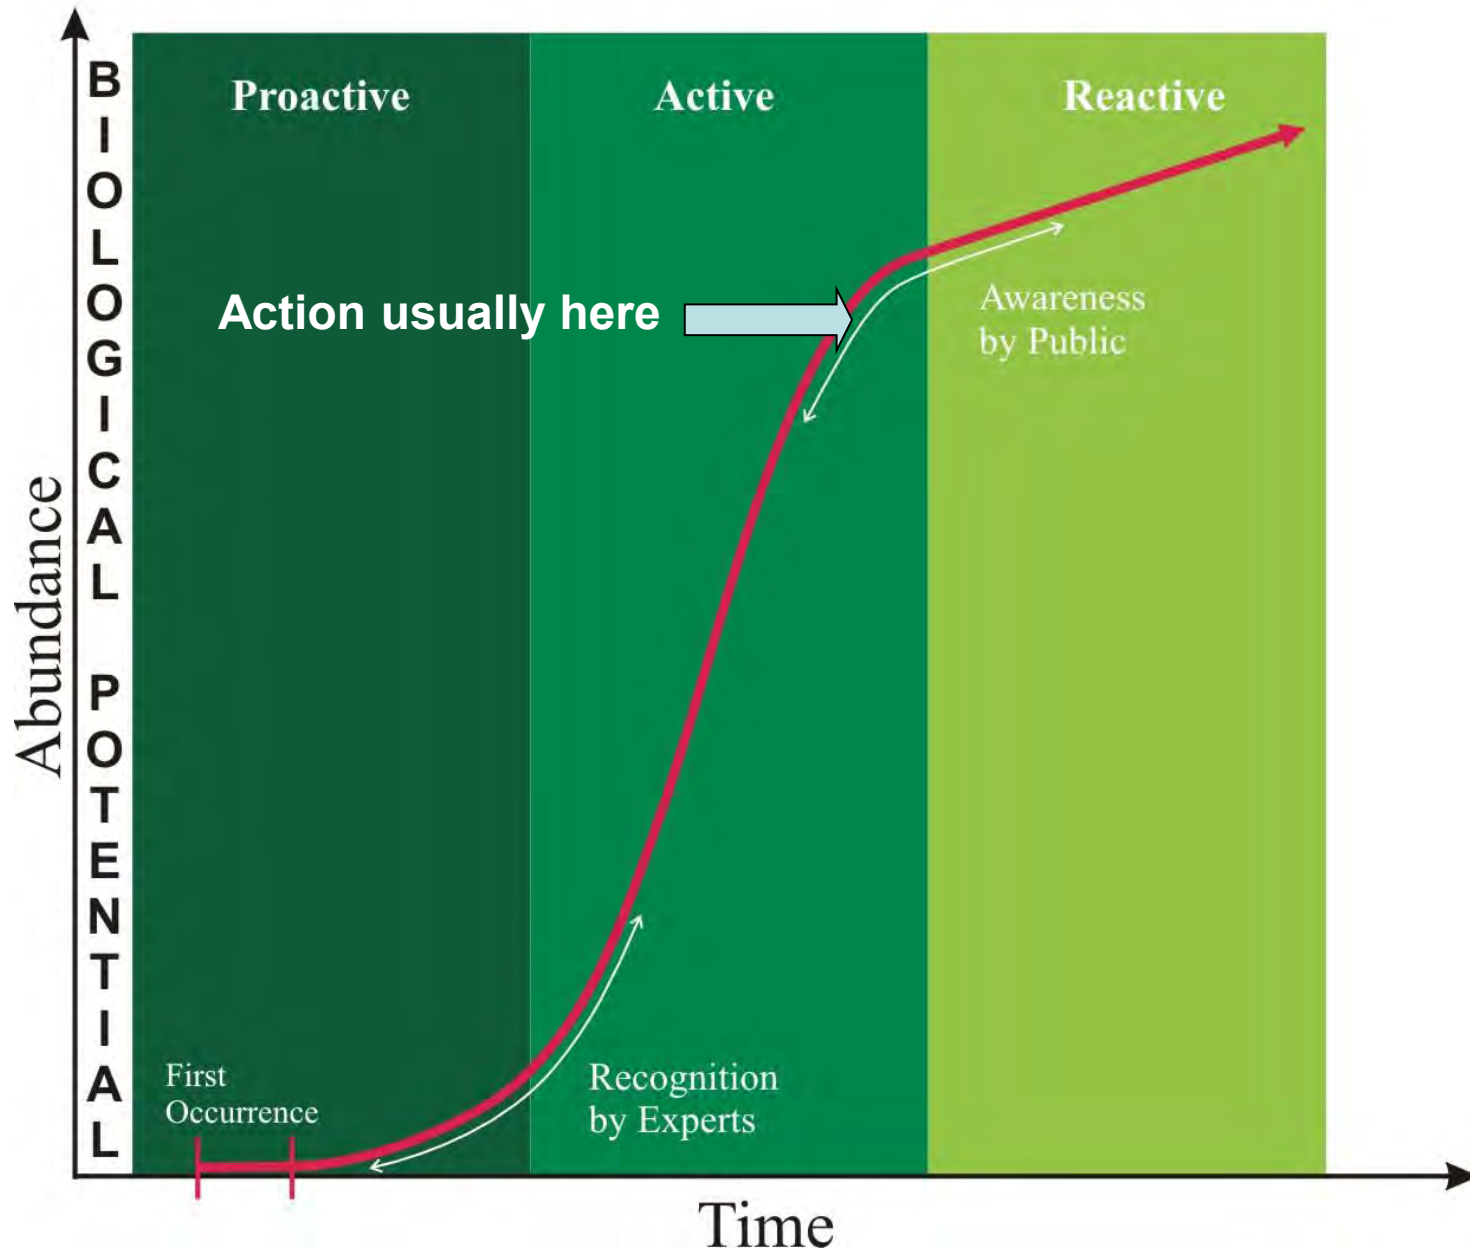 Proactive
Active
Reactive
BIOLOGICAL POTENTIAL
Abundance
Action usually here
Awareness
by Public
First
Occurrence
Recognition
by Experts
Time